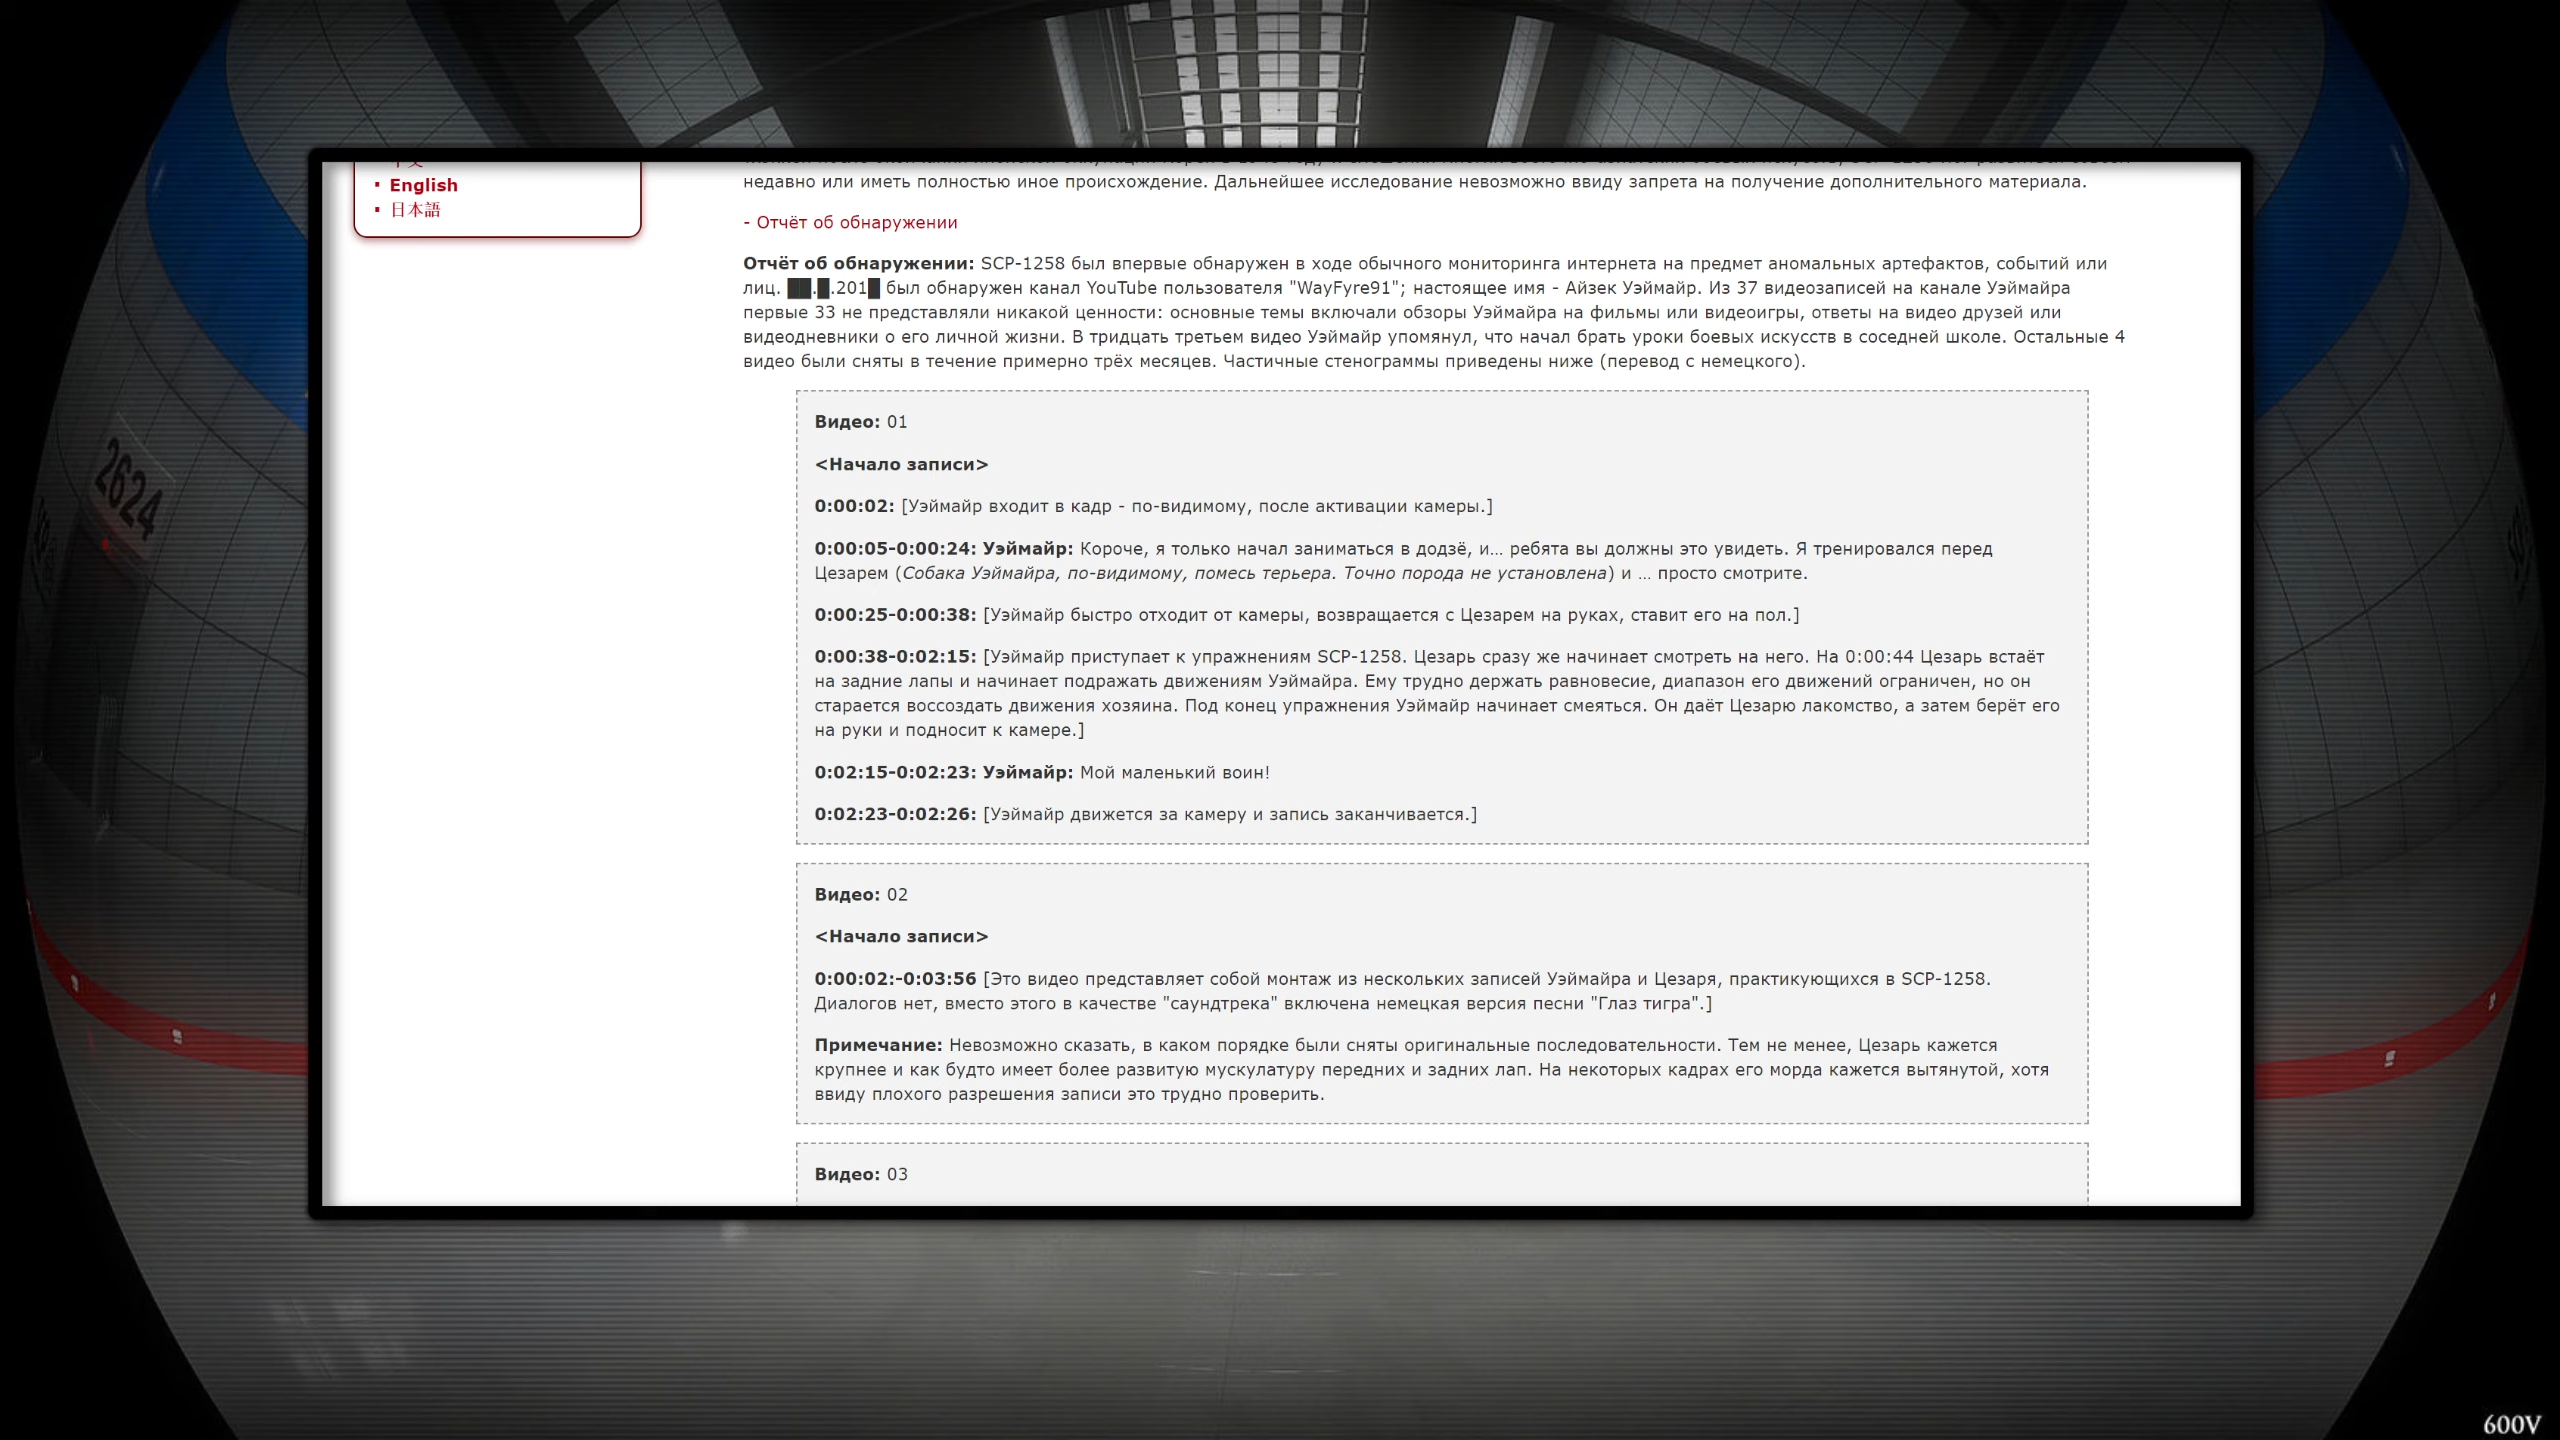 English
日本語
недавно или иметь полностью иное происхождение. Дальнейшее исследование невозможно ввиду запрета на получение дополнительного материала.
- Отчёт об обнаружении
Отчёт об обнаружении: SCP-1258 был впервые обнаружен в ходе обычного мониторинга интернета на предмет аномальных артефактов, событий или
лиц. ██.█.201█ был обнаружен канал YouTube пользователя "WayFyre91"; настоящее имя - Айзек Уэймайр. Из 37 видеозаписей на канале Уэймайра
первые 33 не представляли никакой ценности: основные темы включали обзоры Уэймайра на фильмы или видеоигры, ответы на видео друзей или
видеодневники о его личной жизни. В тридцать третьем видео Уэймайр упомянул, что начал брать уроки боевых искусств в соседней школе. Остальные 4
видео были сняты в течение примерно трёх месяцев. Частичные стенограммы приведены ниже (перевод с немецкого).
Видео: 01
<Начало записи>
0:00:02: [Уэймайр входит в кадр - по-видимому, после активации камеры.]
0:00:05-0:00:24: Уэймайр: Короче, я только начал заниматься в додзё, и… ребята вы должны это увидеть. Я тренировался перед
Цезарем (Собака Уэймайра, по-видимому, помесь терьера. Точно порода не установлена) и … просто смотрите.
0:00:25-0:00:38: [Уэймайр быстро отходит от камеры, возвращается с Цезарем на руках, ставит его на пол.]
0:00:38-0:02:15: [Уэймайр приступает к упражнениям SCP-1258. Цезарь сразу же начинает смотреть на него. На 0:00:44 Цезарь встаёт
на задние лапы и начинает подражать движениям Уэймайра. Ему трудно держать равновесие, диапазон его движений ограничен, но он
старается воссоздать движения хозяина. Под конец упражнения Уэймайр начинает смеяться. Он даёт Цезарю лакомство, а затем берёт его
на руки и подносит к камере.]
0:02:15-0:02:23: Уэймайр: Мой маленький воин!
0:02:23-0:02:26: [Уэймайр движется за камеру и запись заканчивается.]
Видео: 02
<Начало записи>
0:00:02:-0:03:56 [Это видео представляет собой монтаж из нескольких записей Уэймайра и Цезаря, практикующихся в SCP-1258.
Диалогов нет, вместо этого в качестве "саундтрека" включена немецкая версия песни "Глаз тигра".]
Примечание: Невозможно сказать, в каком порядке были сняты оригинальные последовательности. Тем не менее, Цезарь кажется
крупнее и как будто имеет более развитую мускулатуру передних и задних лап. На некоторых кадрах его морда кажется вытянутой, хотя
ввиду плохого разрешения записи это трудно проверить.
Видео: 03
2624
600V